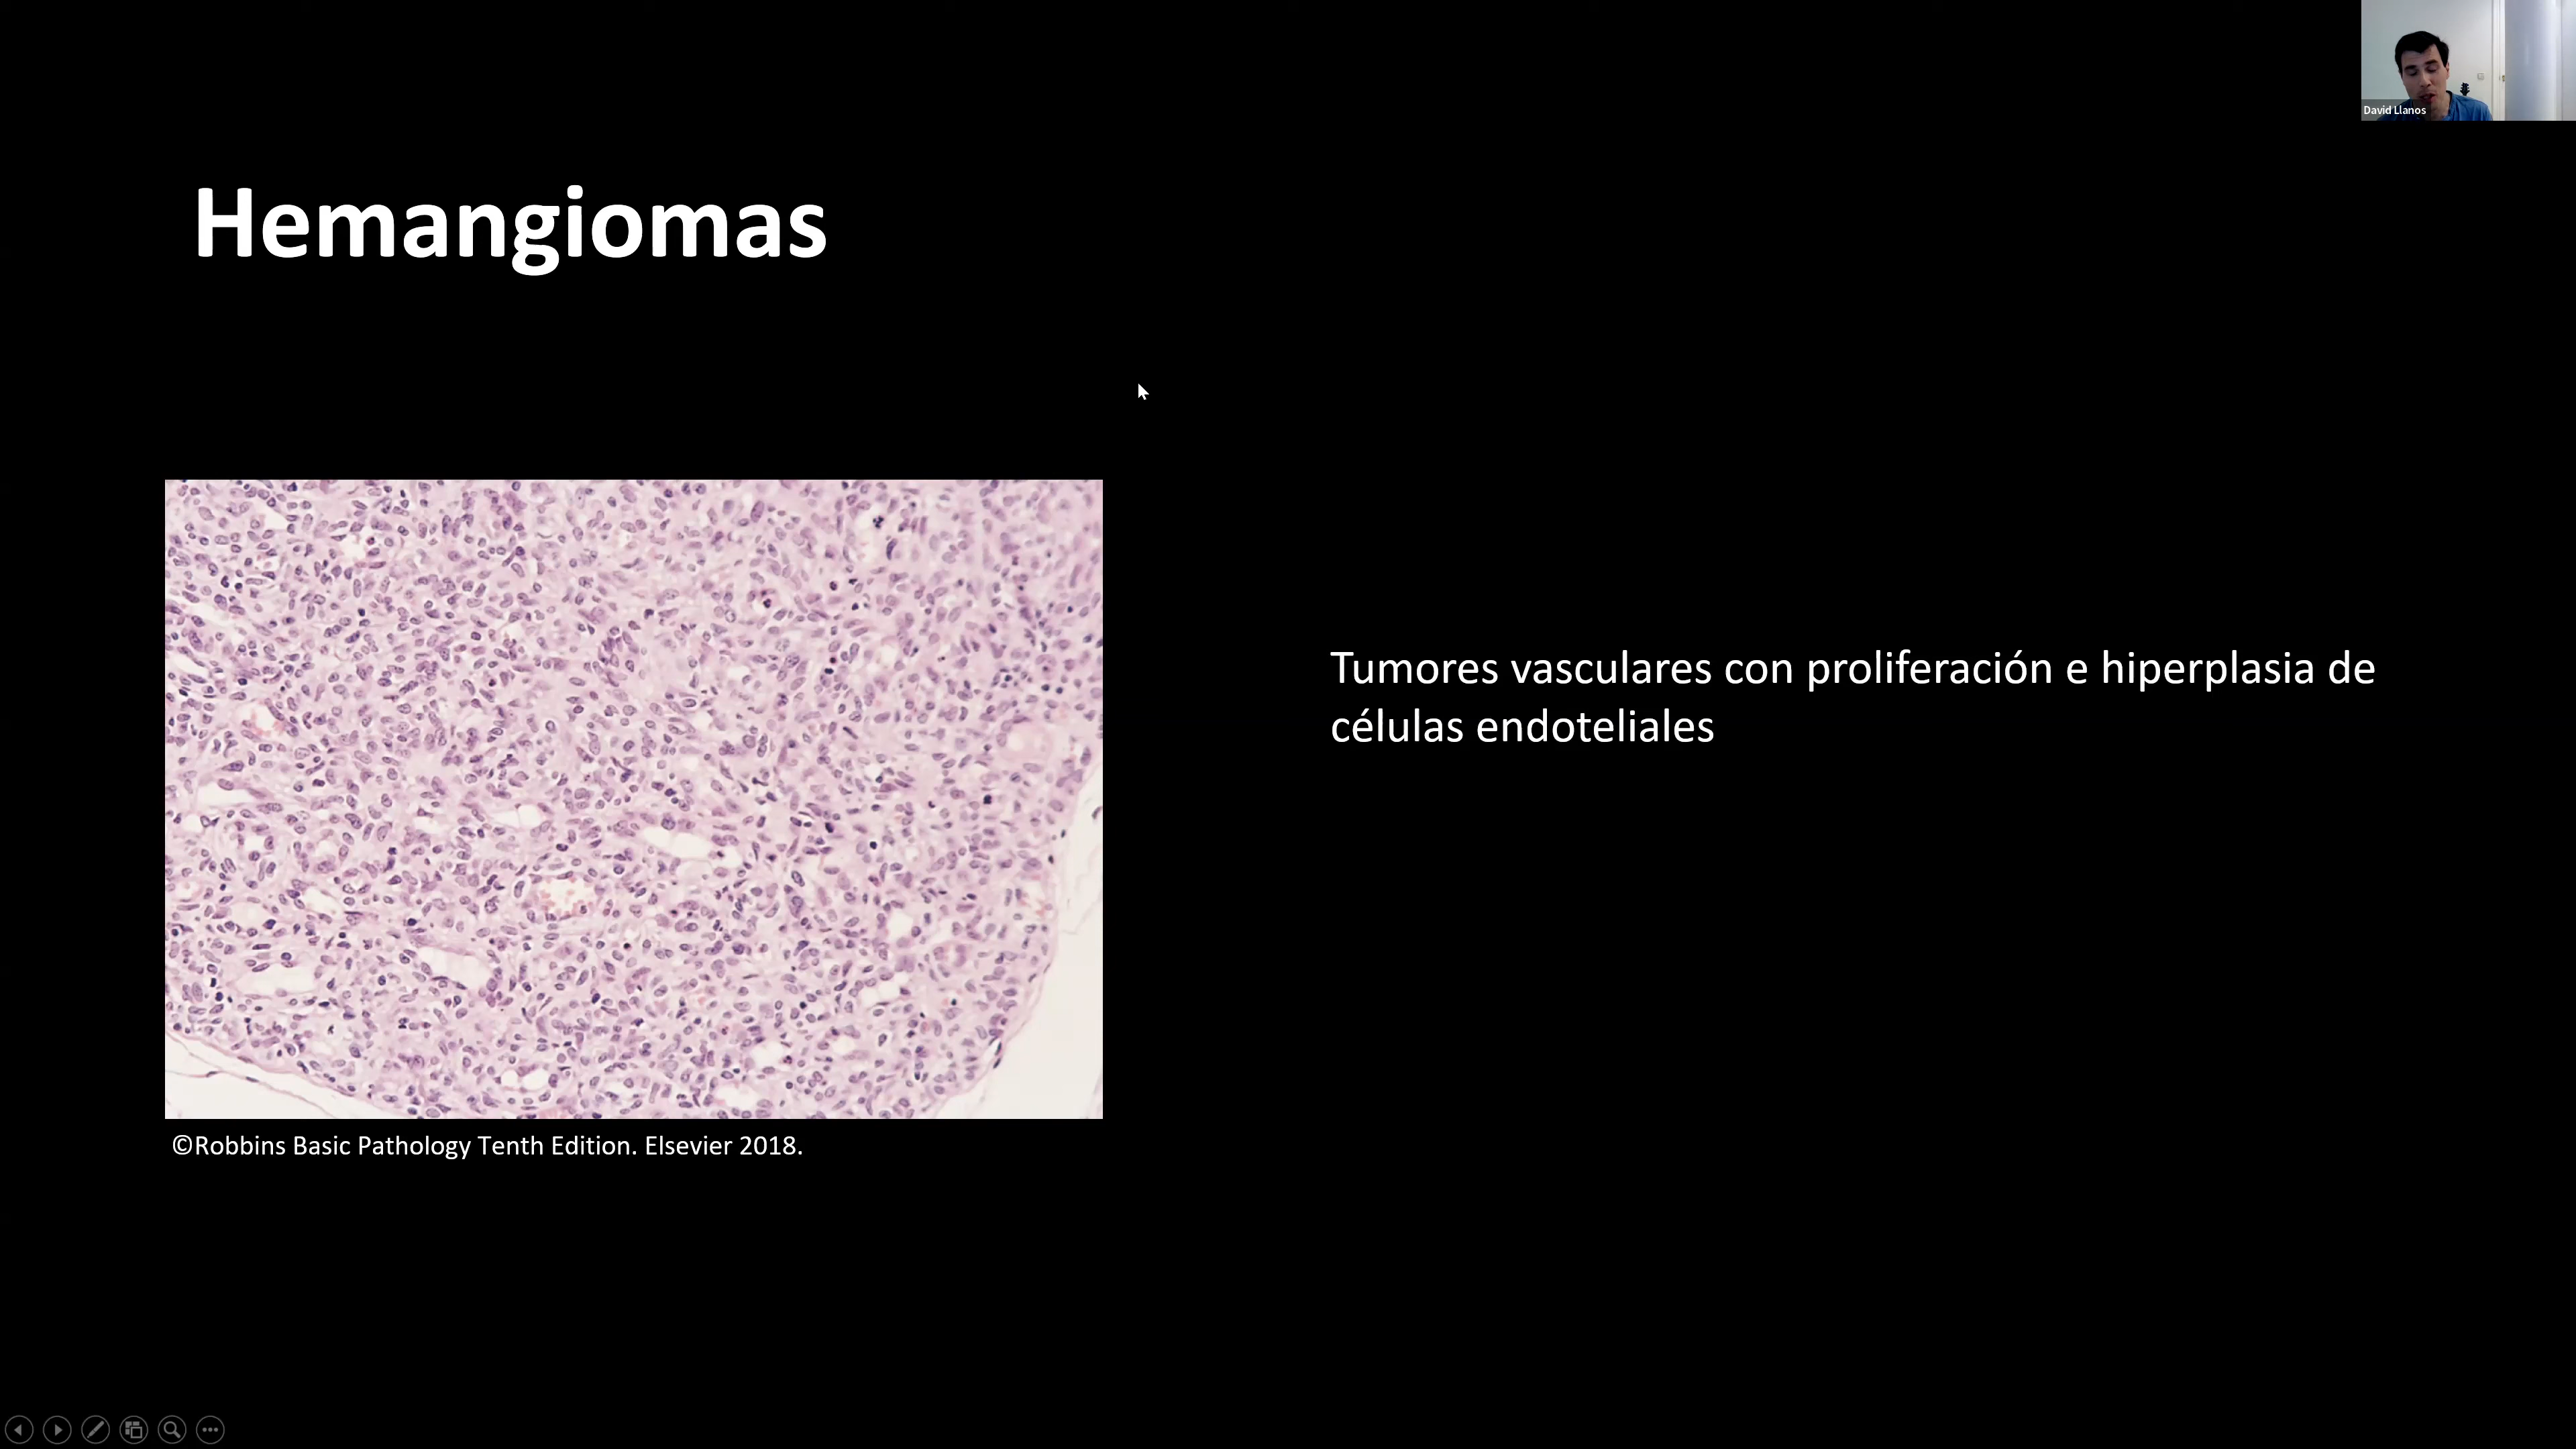 David Llanos
Hemangiomas
Tumores vasculares con proliferación e hiperplasia de
células endoteliales
©Robbins Basic Pathology Tenth Edition. Elsevier 2018.